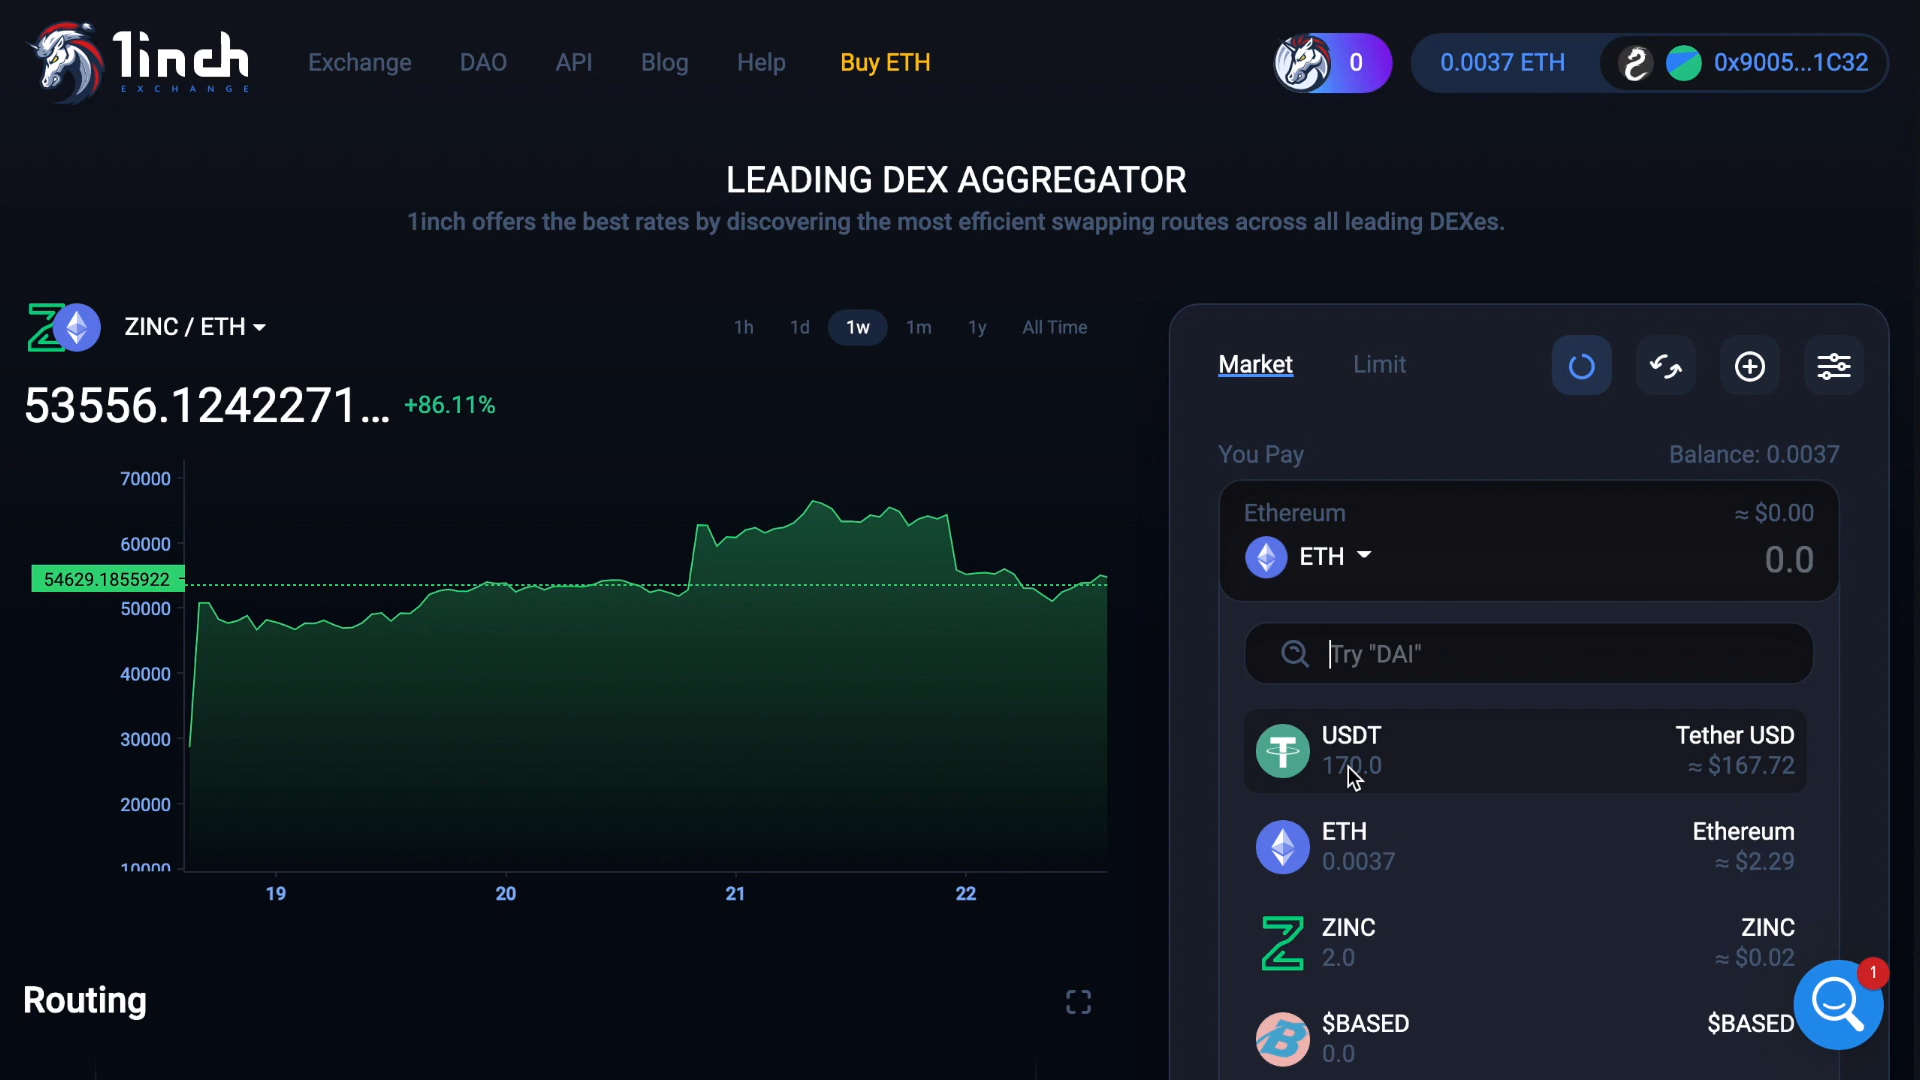 1inch
EXCHANGE
Exchange
DAO
API
Blog
Help
Buy ETH
0
0.0037 ETH
0x9005...1C32
LEADING DEX AGGREGATOR
1inch offers the best rates by discovering the most efficient swapping routes across all leading DEXes.
ZINC / ETH
1h
1d
1w
1m
1y
All Time
53556.1242271... +86.11%
70000
60000
54629.1855922
50000
40000
30000
20000
10000
19
20
21
22
Routing
Market
Limit
You Pay
Balance: 0.0037
Ethereum
≈ $0.00
ETH
0.0
Try "DAI"
USDT
Tether USD
170.0
≈ $167.72
ETH
Ethereum
0.0037
≈ $2.29
ZINC
ZINC
2.0
≈ $0.02
$BASED
$BASED
0.0
1